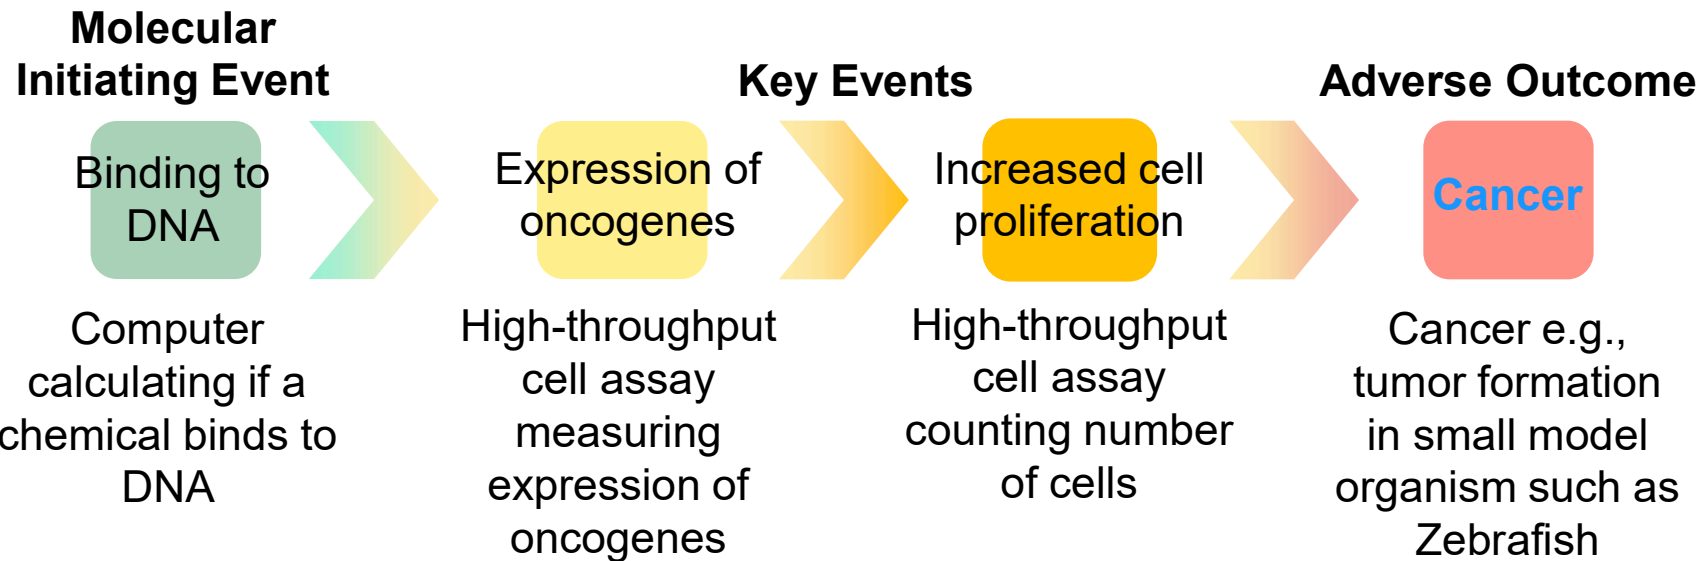 Molecular
Initiating Event
Key Events
Adverse Outcome
Binding to
DNA
Expression of
oncogenes
Increased cell
proliferation
Cancer
Computer
calculating if a
chemical binds to
DNA
High-throughput
cell assay
measuring
expression of
oncogenes
High-throughput
cell assay
counting number
of cells
Cancer e.g.,
tumor formation
in small model
organism such as
Zebrafish